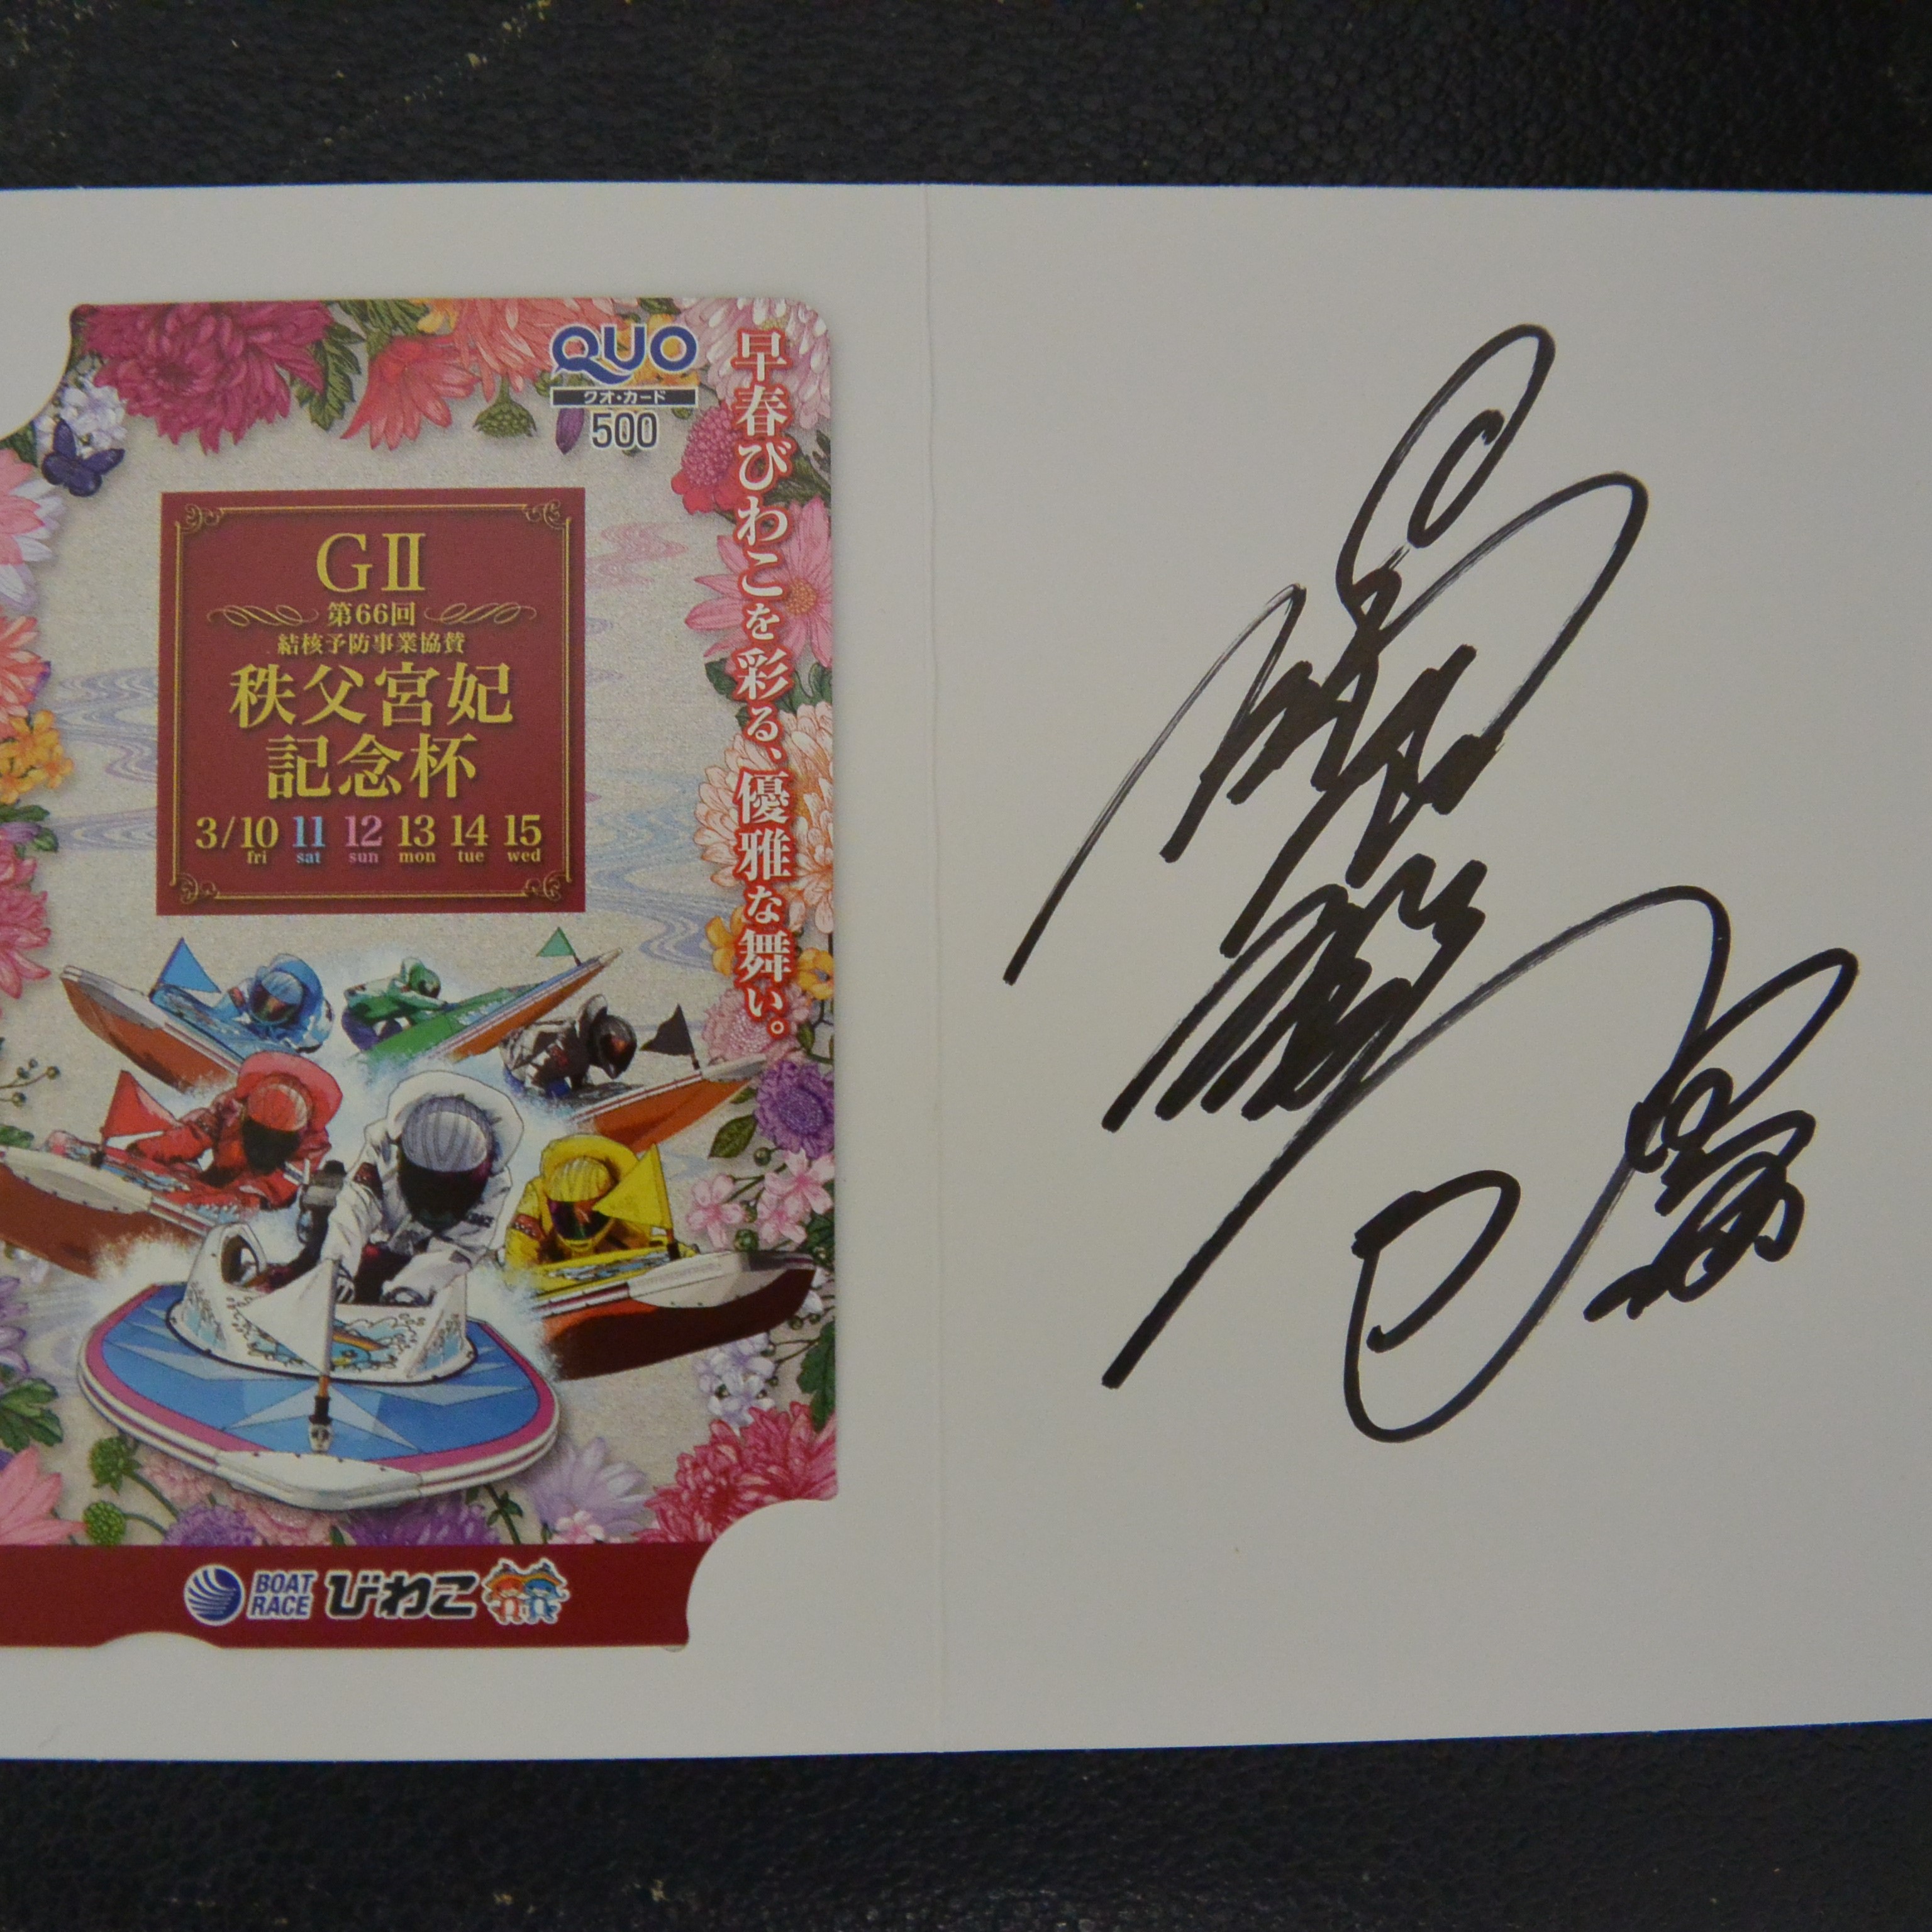 QUO
クオ・カード
500
早春びわこを彩る、優雅な舞い。
GⅡ
第66回
結核予防事業協賛
秩父宮妃
記念杯
3/10 11 12 13 14 15
fri sat sun mon tue wed
BOAT
RACE
びわこ